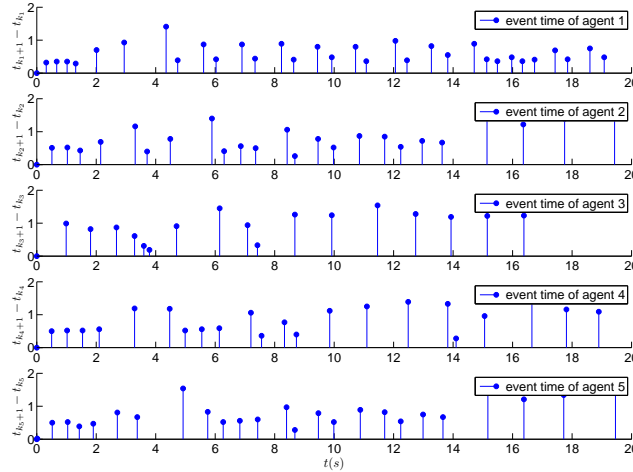 2
event time of agent 1
1
0
0 2 4 6 8 10 12 14 16 18 20
t_{k_1+1} − t_{k_1}
2
event time of agent 2
1
0
0 2 4 6 8 10 12 14 16 18 20
t_{k_2+1} − t_{k_2}
2
event time of agent 3
1
0
0 2 4 6 8 10 12 14 16 18 20
t_{k_3+1} − t_{k_3}
2
event time of agent 4
1
0
0 2 4 6 8 10 12 14 16 18 20
t_{k_4+1} − t_{k_4}
2
event time of agent 5
1
0
0 2 4 6 8 10 12 14 16 18 20
t_{k_5+1} − t_{k_5}
t(s)